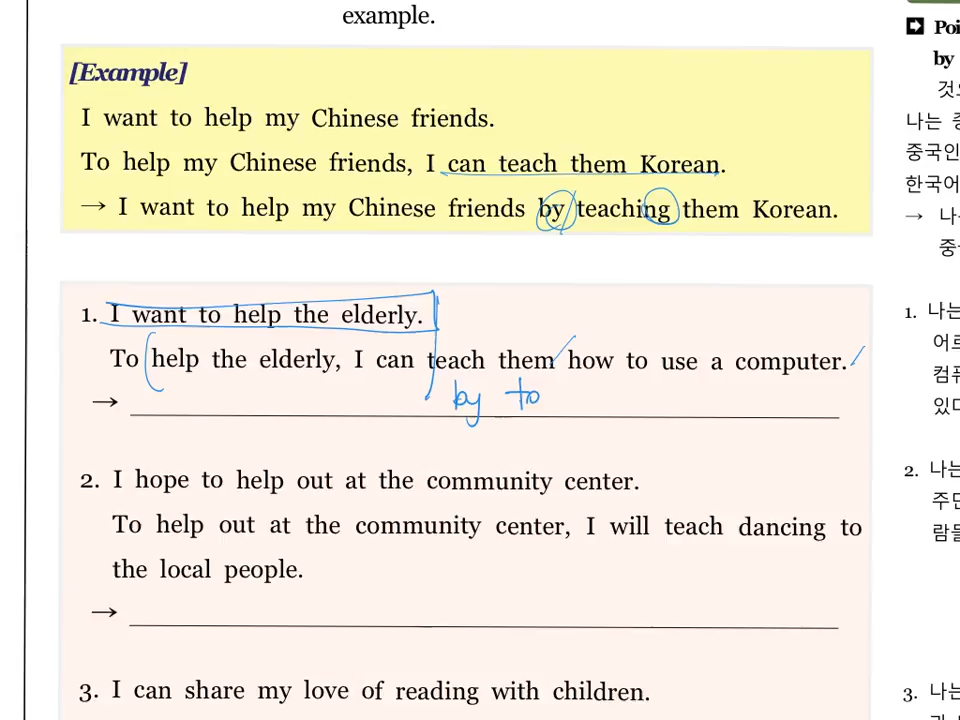 example.
[Example]
I want to help my Chinese friends.
To help my Chinese friends, I can teach them Korean.
→ I want to help my Chinese friends by teaching them Korean.
1. I want to help the elderly.
To help the elderly, I can teach them how to use a computer.
→
by to
2. I hope to help out at the community center.
To help out at the community center, I will teach dancing to
the local people.
→
3. I can share my love of reading with children.
by
나는
중국인
한국어
→
1. 나는
어르
있다
2. 나는
주민
람들
3. 나는